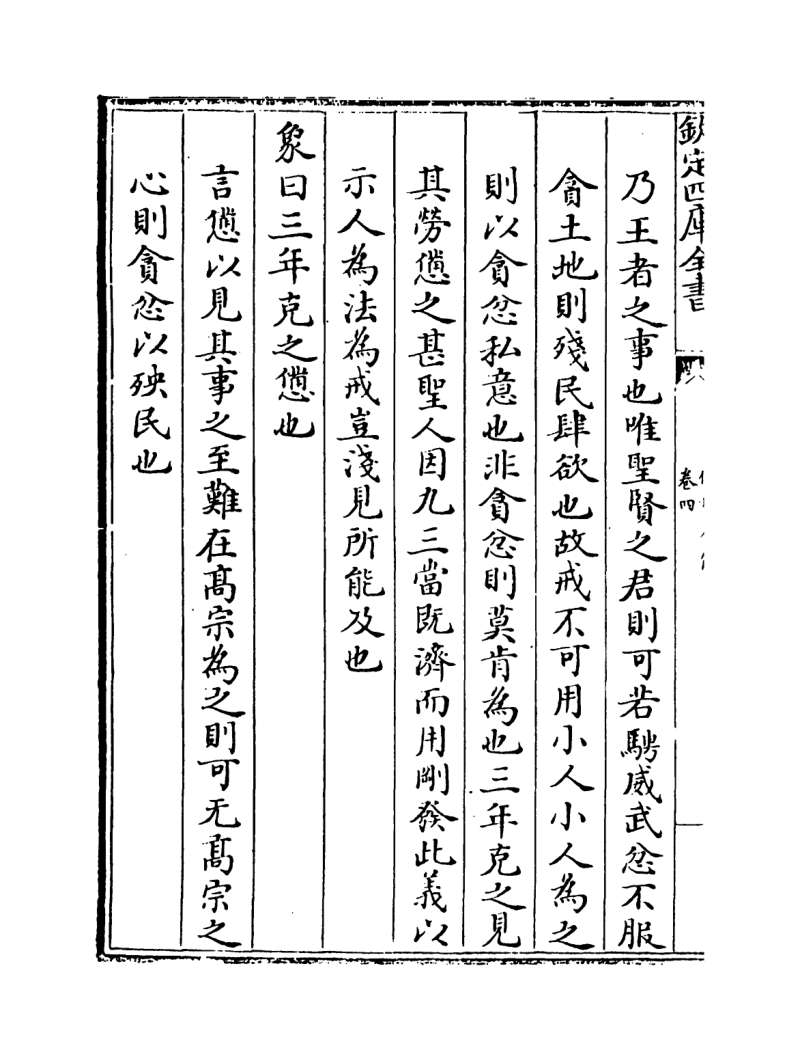 欽定四庫全書
卷四
乃王者之事也唯聖賢之君則可若騁威武忿不服
貪土地則殘民肆欲也故戒不可用小人小人為之
則以貪忿私意也非貪忿則莫肯為也三年克之見
其勞憊之甚聖人因九三當既濟而用剛發此義以
示人為法為戒豈淺見所能及也
象曰三年克之憊也
言憊以見其事之至難在髙宗為之則可无髙宗之
心則貪忿以殃民也